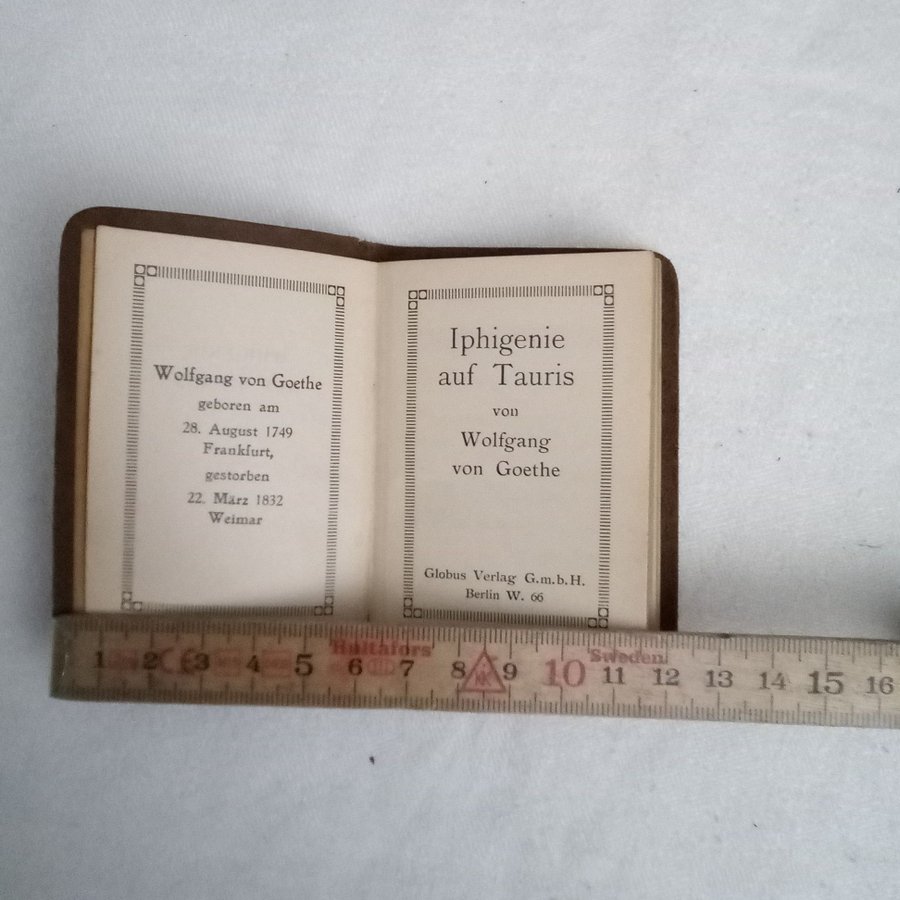 Wolfgang von Goethe
geboren am
28. August 1749
Frankfurt,
gestorben
22. März 1832
Weimar
Iphigenie
auf Tauris
von
Wolfgang
von Goethe
Globus Verlag G.m.b.H.
Berlin W. 66
Hultafors Sweden
1 2 3 4 5 6 7 8 9 10 11 12 13 14 15 16